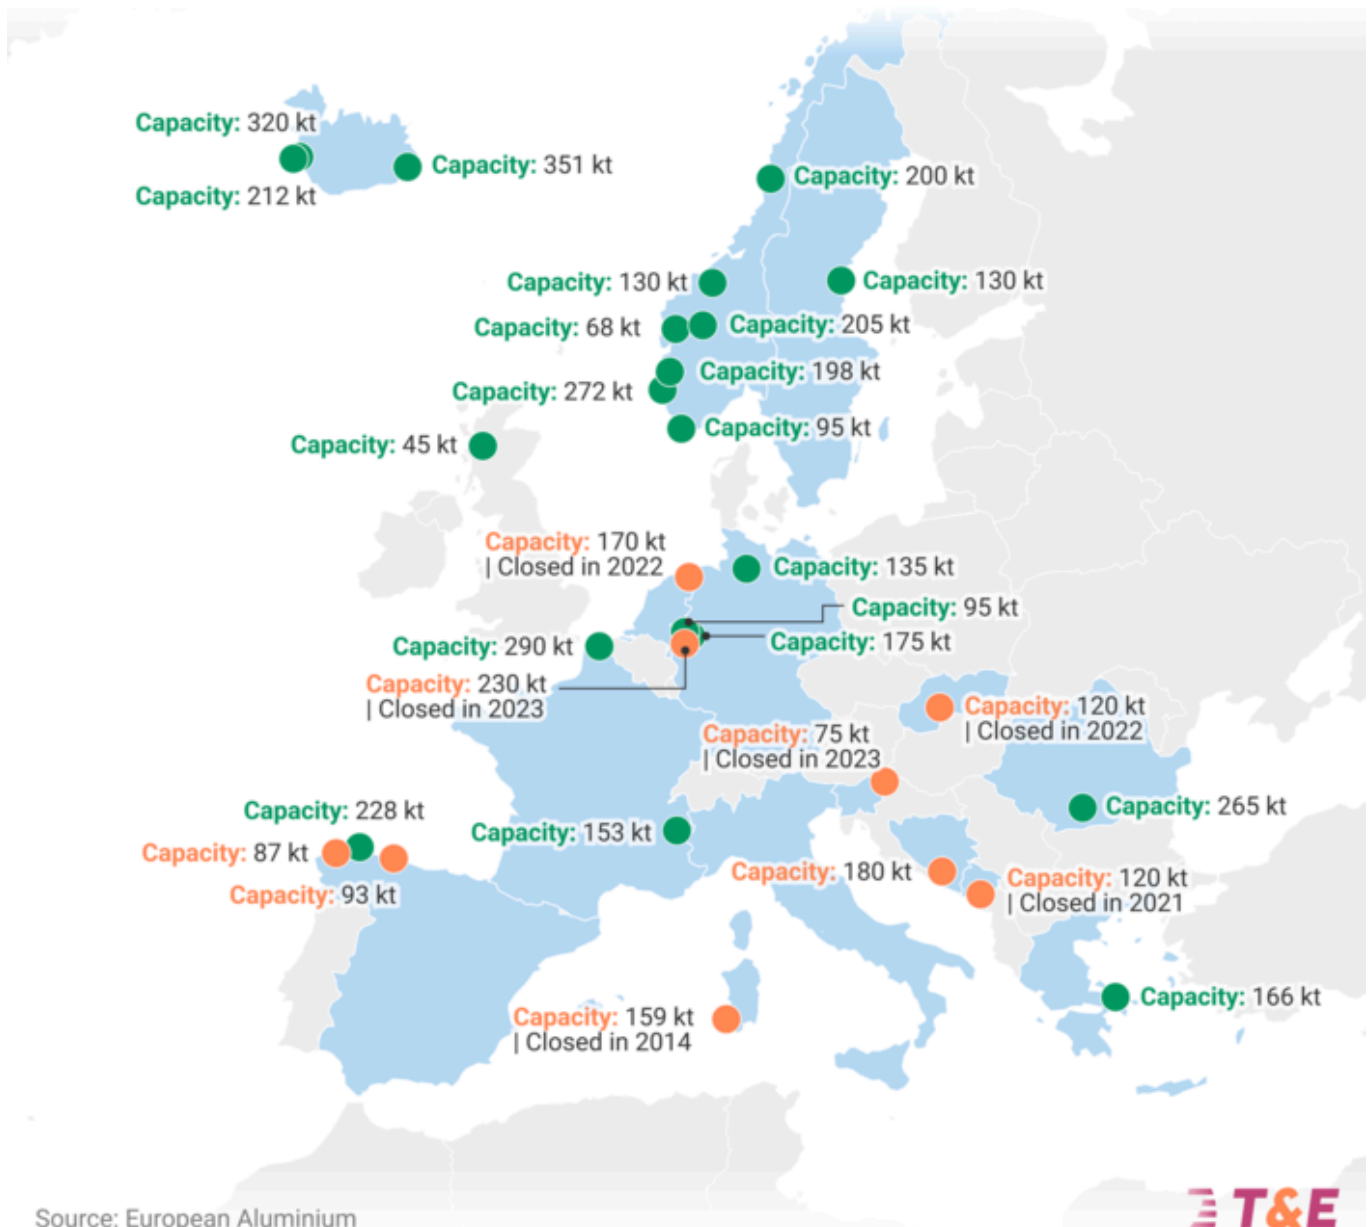 Capacity: 320 kt
Capacity: 351 kt
Capacity: 212 kt
Capacity: 200 kt
Capacity: 130 kt
Capacity: 130 kt
Capacity: 68 kt
Capacity: 205 kt
Capacity: 198 kt
Capacity: 272 kt
Capacity: 95 kt
Capacity: 45 kt
Capacity: 170 kt
| Closed in 2022
Capacity: 135 kt
Capacity: 95 kt
Capacity: 290 kt
Capacity: 175 kt
Capacity: 230 kt
| Closed in 2023
Capacity: 120 kt
| Closed in 2022
Capacity: 75 kt
| Closed in 2023
Capacity: 265 kt
Capacity: 228 kt
Capacity: 153 kt
Capacity: 87 kt
Capacity: 93 kt
Capacity: 180 kt
Capacity: 120 kt
| Closed in 2021
Capacity: 166 kt
Capacity: 159 kt
| Closed in 2014
Source: European Aluminium
T&E